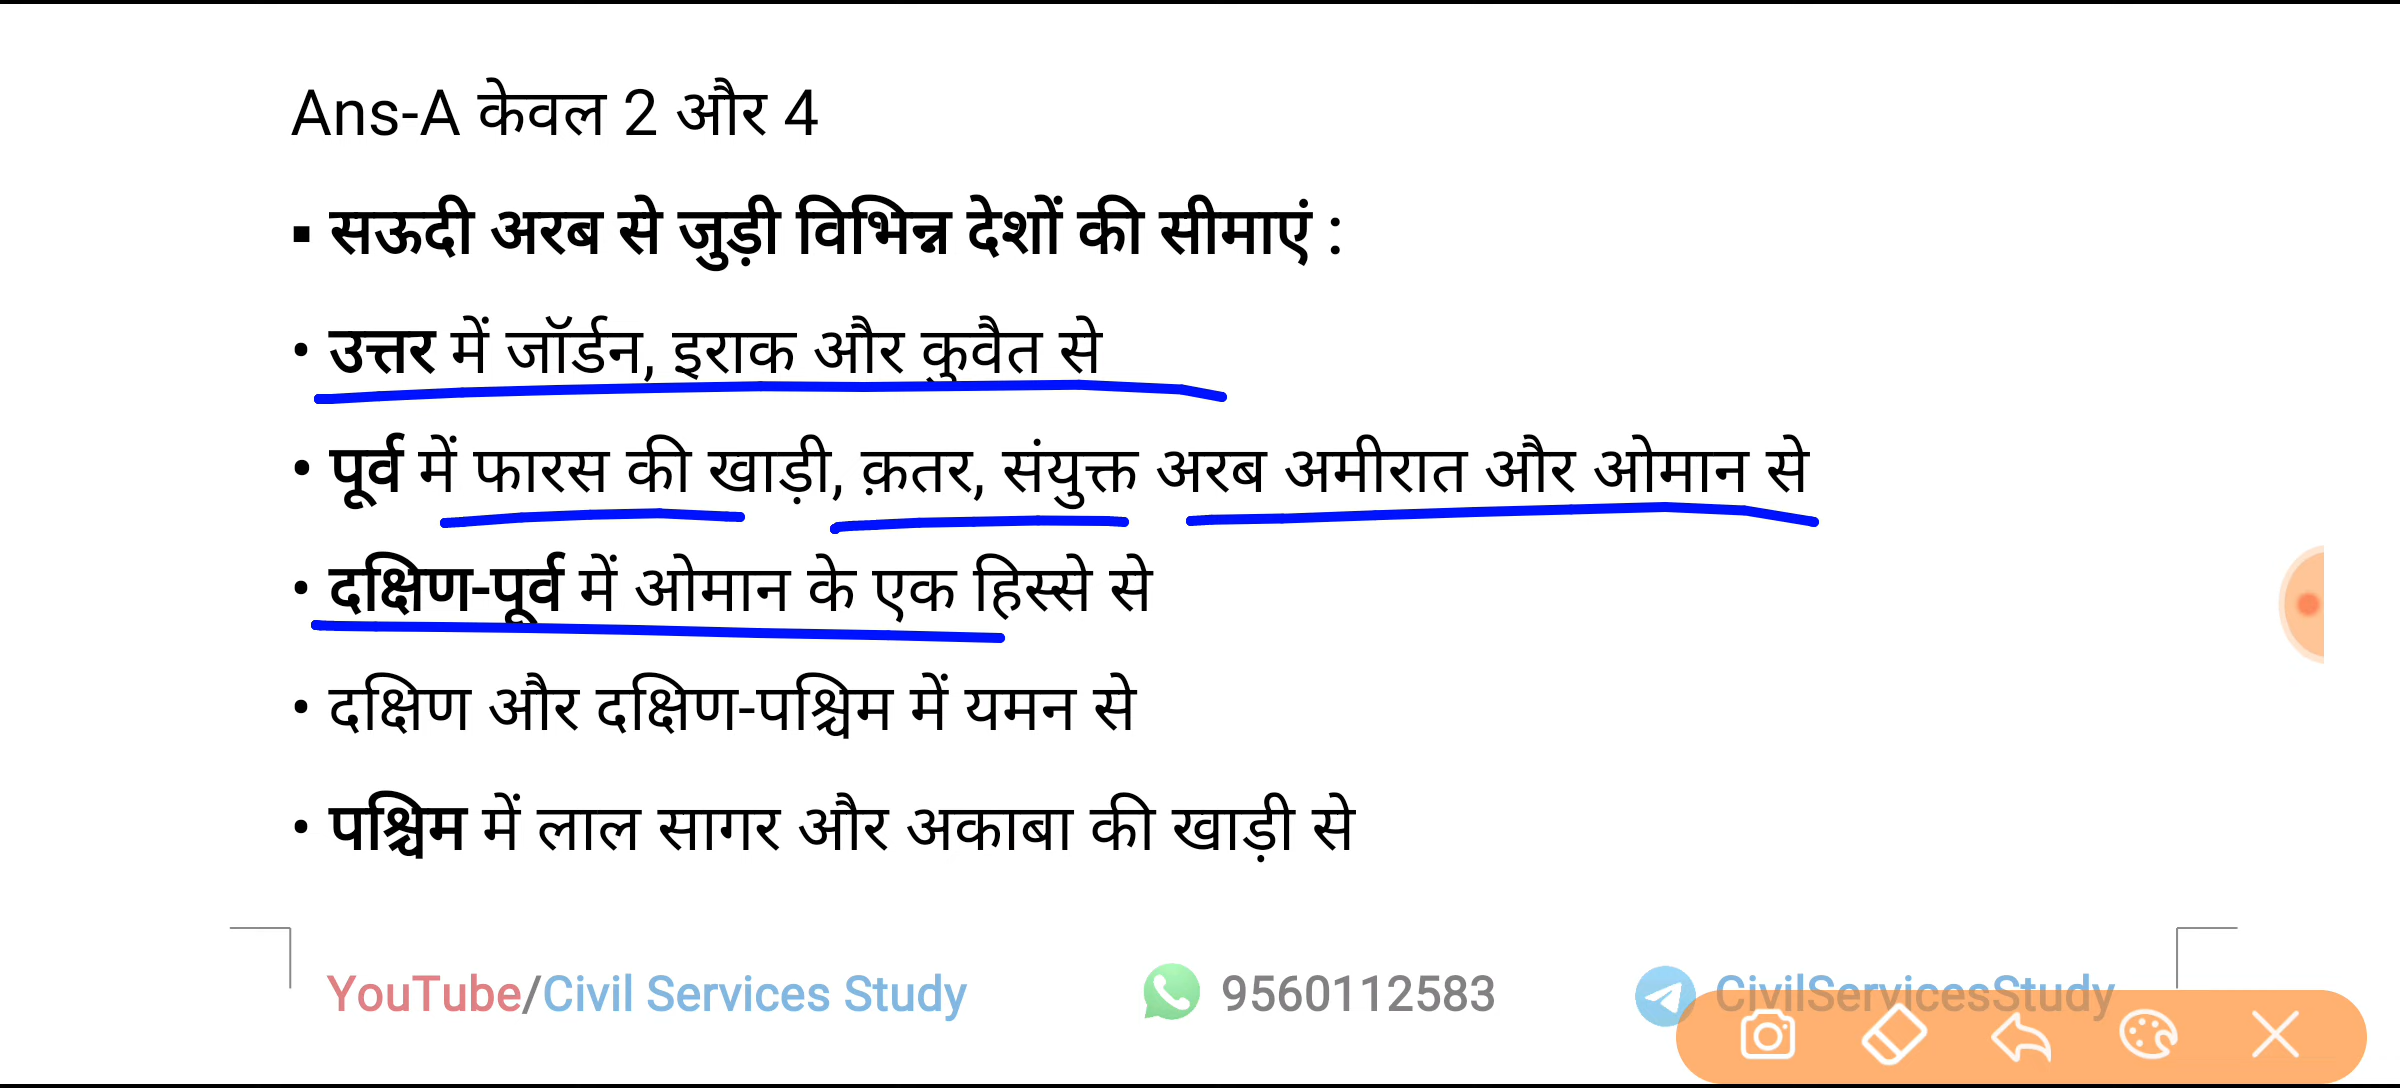 Ans-A केवल 2 और 4
▪ सऊदी अरब से जुड़ी विभिन्न देशों की सीमाएं :
• उत्तर में जॉर्डन, इराक और कुवैत से
• पूर्व में फारस की खाड़ी, क़तर, संयुक्त अरब अमीरात और ओमान से
• दक्षिण-पूर्व में ओमान के एक हिस्से से
• दक्षिण और दक्षिण-पश्चिम में यमन से
• पश्चिम में लाल सागर और अकाबा की खाड़ी से
YouTube/Civil Services Study 9560112583 CivilServicesStudy